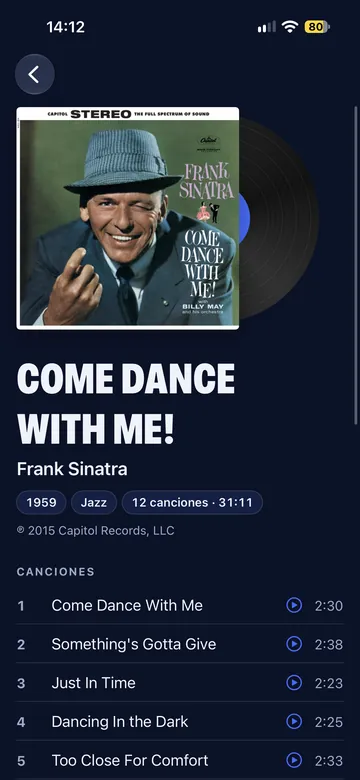 14:12
80
CAPITOL STEREO THE FULL SPECTRUM OF SOUND
Capitol
FRANK
SINATRA
COME
DANCE
WITH
ME!
with
BILLY MAY
and his orchestra
COME DANCE
WITH ME!
Frank Sinatra
1959 Jazz 12 canciones · 31:11
℗ 2015 Capitol Records, LLC
CANCIONES
1 Come Dance With Me 2:30
2 Something's Gotta Give 2:38
3 Just In Time 2:23
4 Dancing In the Dark 2:25
5 Too Close For Comfort 2:33